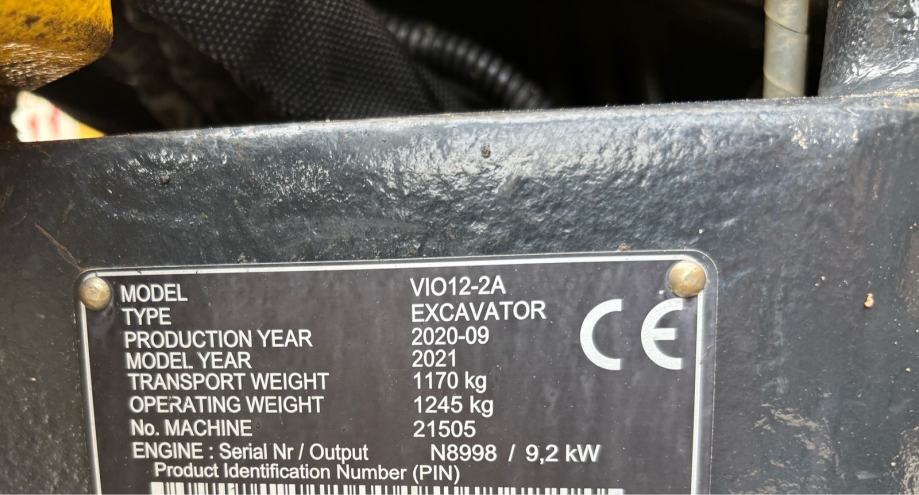 MODEL VIO12-2A
TYPE EXCAVATOR
PRODUCTION YEAR 2020-09
MODEL YEAR 2021
TRANSPORT WEIGHT 1170 kg
OPERATING WEIGHT 1245 kg
No. MACHINE 21505
ENGINE : Serial Nr / Output N8998 / 9,2 kW
Product Identification Number (PIN)
CE